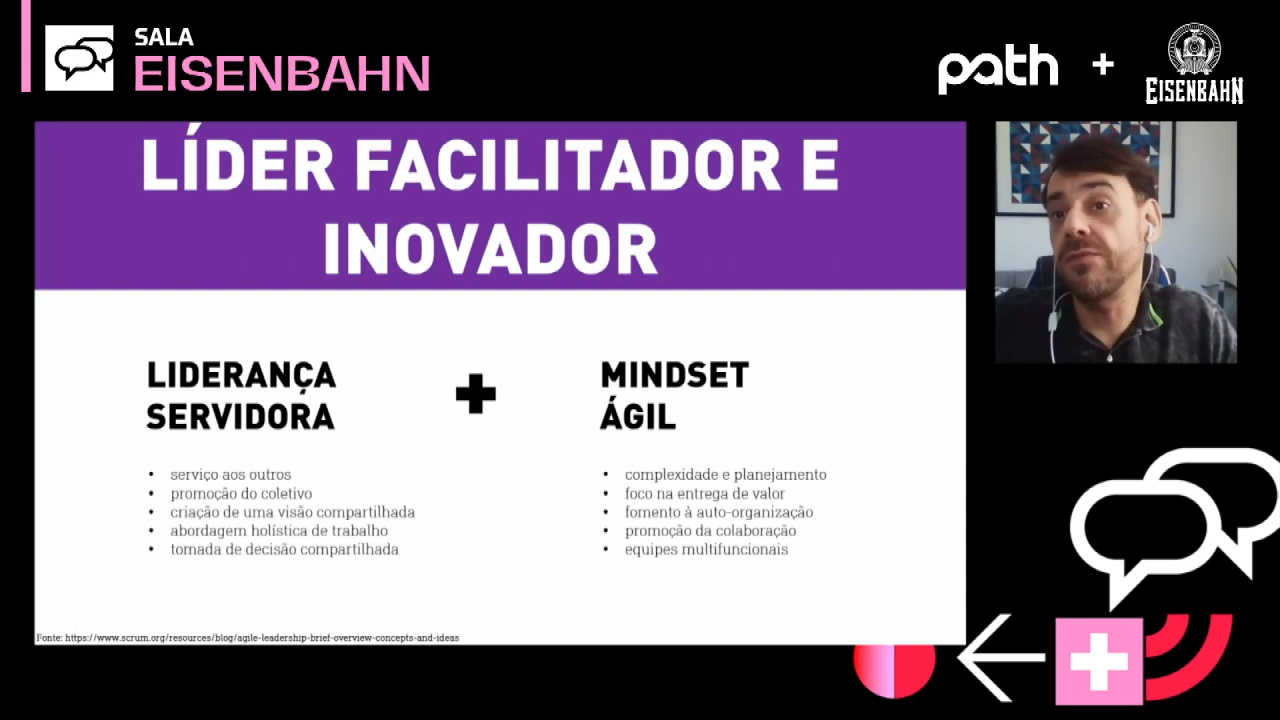 SALA
EISENBAHN
path +
EISENBAHN
LÍDER FACILITADOR E
INOVADOR
LIDERANÇA
SERVIDORA
+
MINDSET
ÁGIL
• serviço aos outros
• promoção do coletivo
• criação de uma visão compartilhada
• abordagem holística de trabalho
• tomada de decisão compartilhada
• complexidade e planejamento
• foco na entrega de valor
• fomento à auto-organização
• promoção da colaboração
• equipes multifuncionais
Fonte: https://www.scrum.org/resources/blog/agile-leadership-brief-overview-concepts-and-ideas